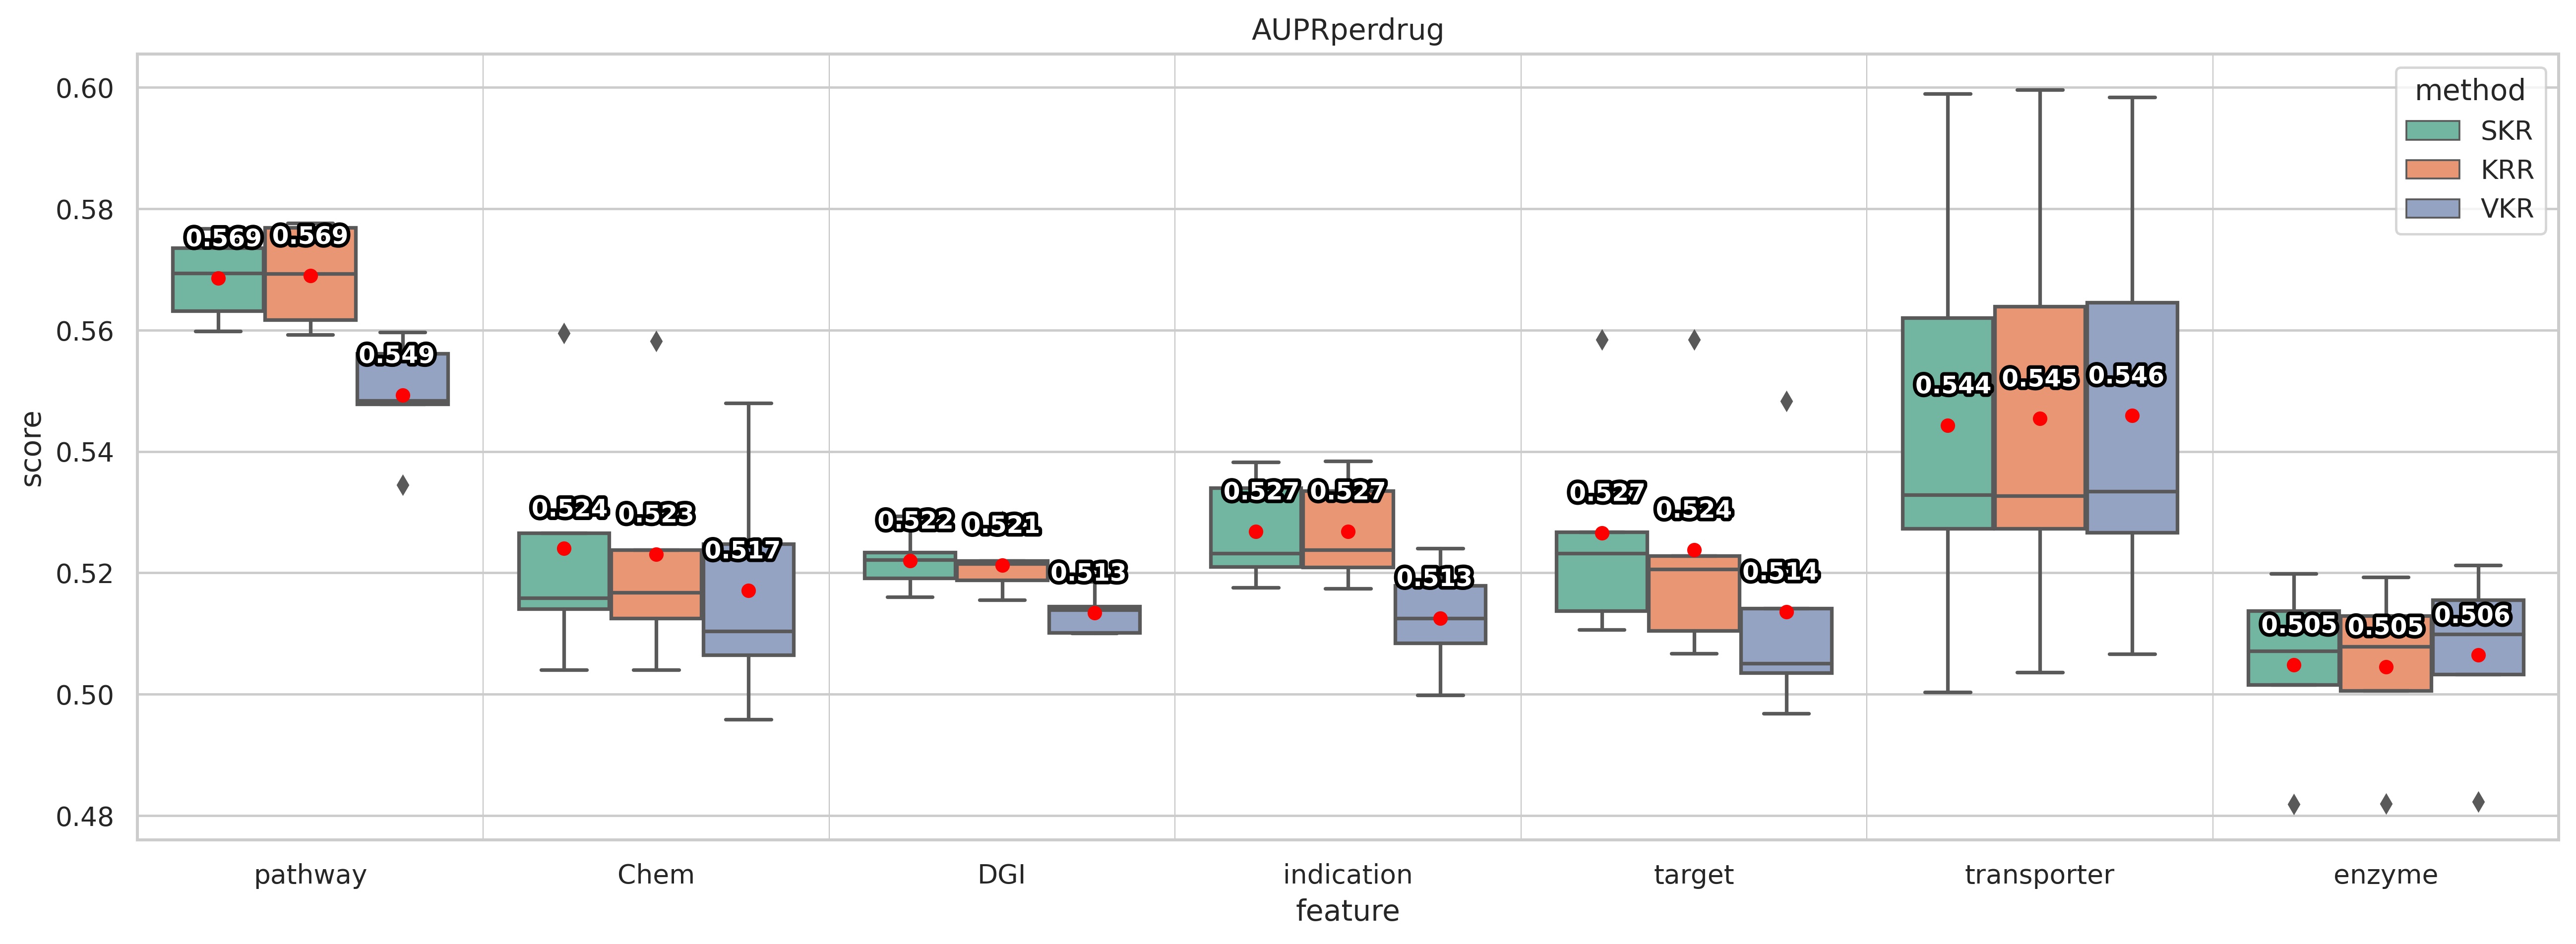 AUPRperdrug
score
0.60
0.58
0.56
0.54
0.52
0.50
0.48
method
SKR
KRR
VKR
0.569 0.569 0.549
0.524 0.523 0.517
0.522 0.521 0.513
0.527 0.527 0.513
0.527 0.524 0.514
0.544 0.545 0.546
0.505 0.505 0.506
pathway Chem DGI indication target transporter enzyme
feature